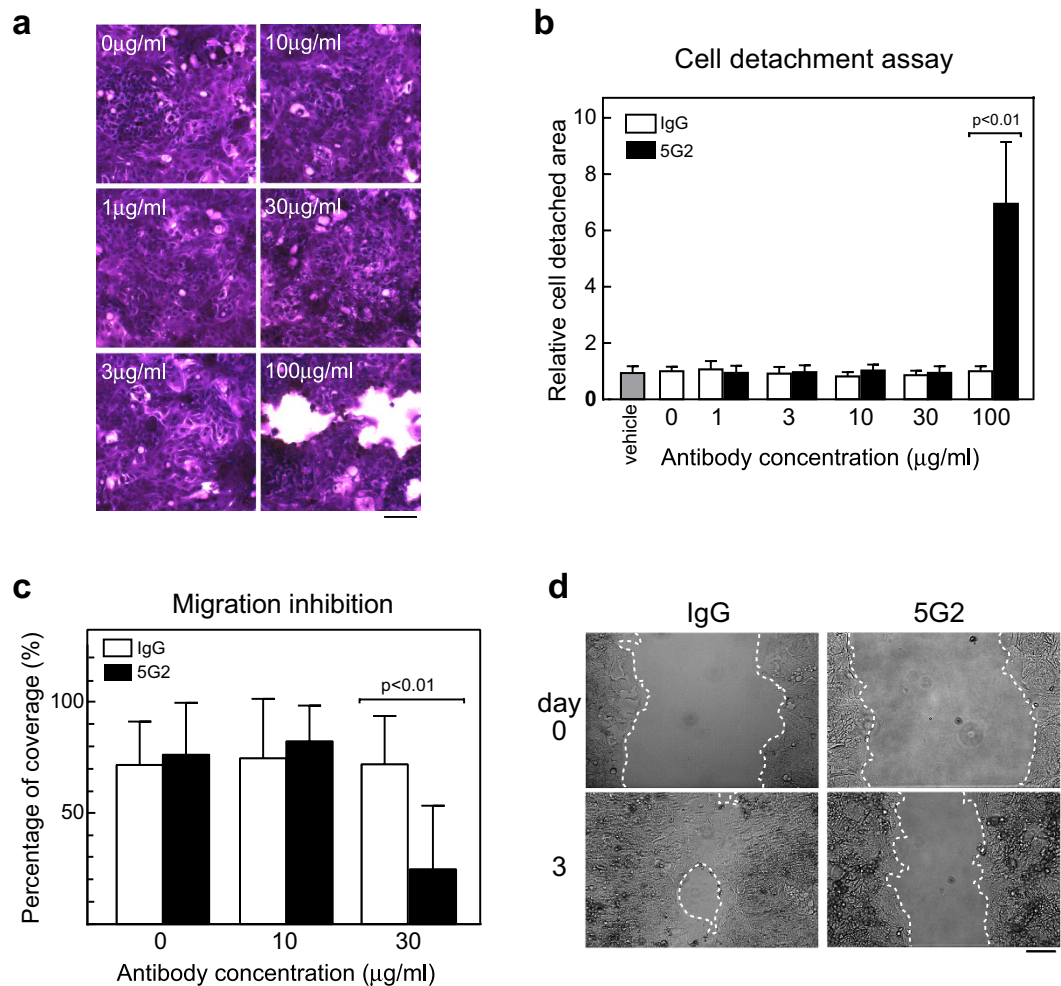 a
0μg/ml
10μg/ml
1μg/ml
30μg/ml
3μg/ml
100μg/ml
b
Cell detachment assay
Relative cell detached area
10
8
6
4
2
0
IgG
5G2
p<0.01
vehicle
0 1 3 10 30 100
Antibody concentration (μg/ml)
c
Migration inhibition
Percentage of coverage (%)
100
50
IgG
5G2
p<0.01
0 10 30
Antibody concentration (μg/ml)
d
IgG 5G2
day
0
3